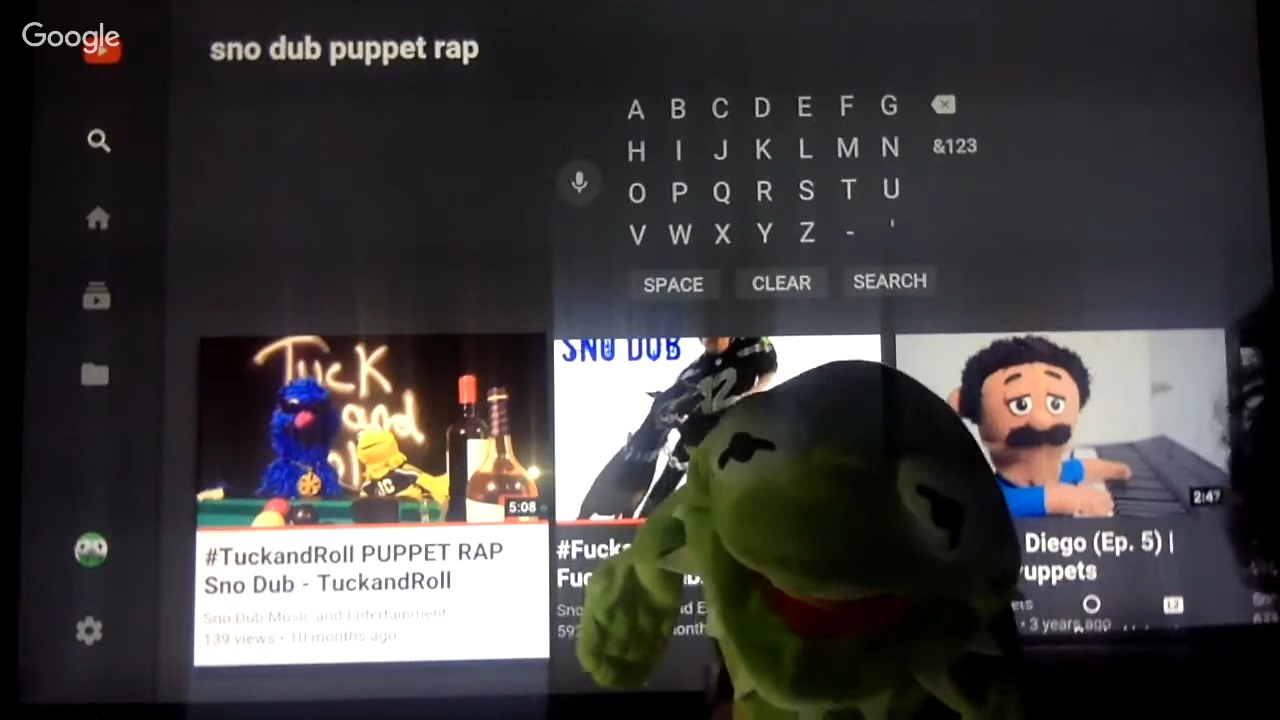 Google
sno dub puppet rap
A B C D E F G
&123
H I J K L M N
O P Q R S T U
V W X Y Z - '
SPACE CLEAR SEARCH
Tuck
and
JC
5:08
SNO DUB
12
2:47
#TuckandRoll PUPPET RAP
Sno Dub - TuckandRoll
Sno Dub Music and Entertainment
139 views • 10 months ago
Diego (Ep. 5) |
• 3 years ago